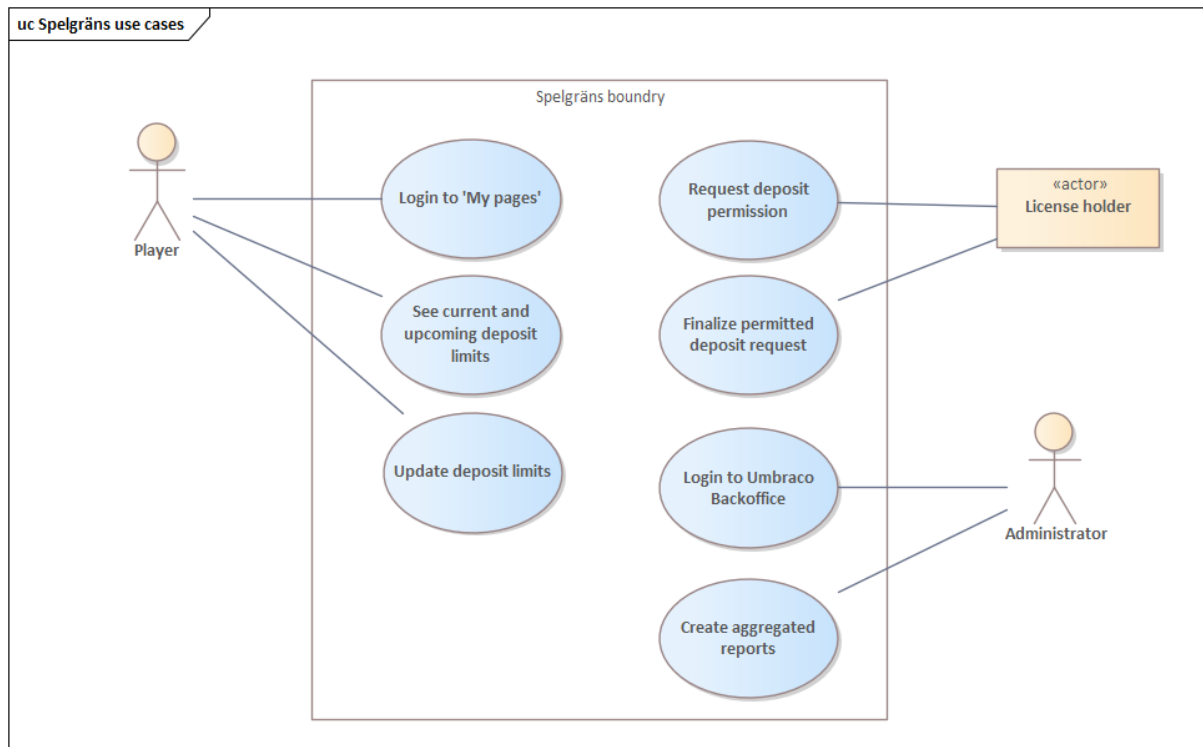 uc Spelgräns use cases
Spelgräns boundry
Player
Login to 'My pages'
See current and
upcoming deposit
limits
Update deposit limits
Request deposit
permission
Finalize permitted
deposit request
Login to Umbraco
Backoffice
Create aggregated
reports
«actor»
License holder
Administrator